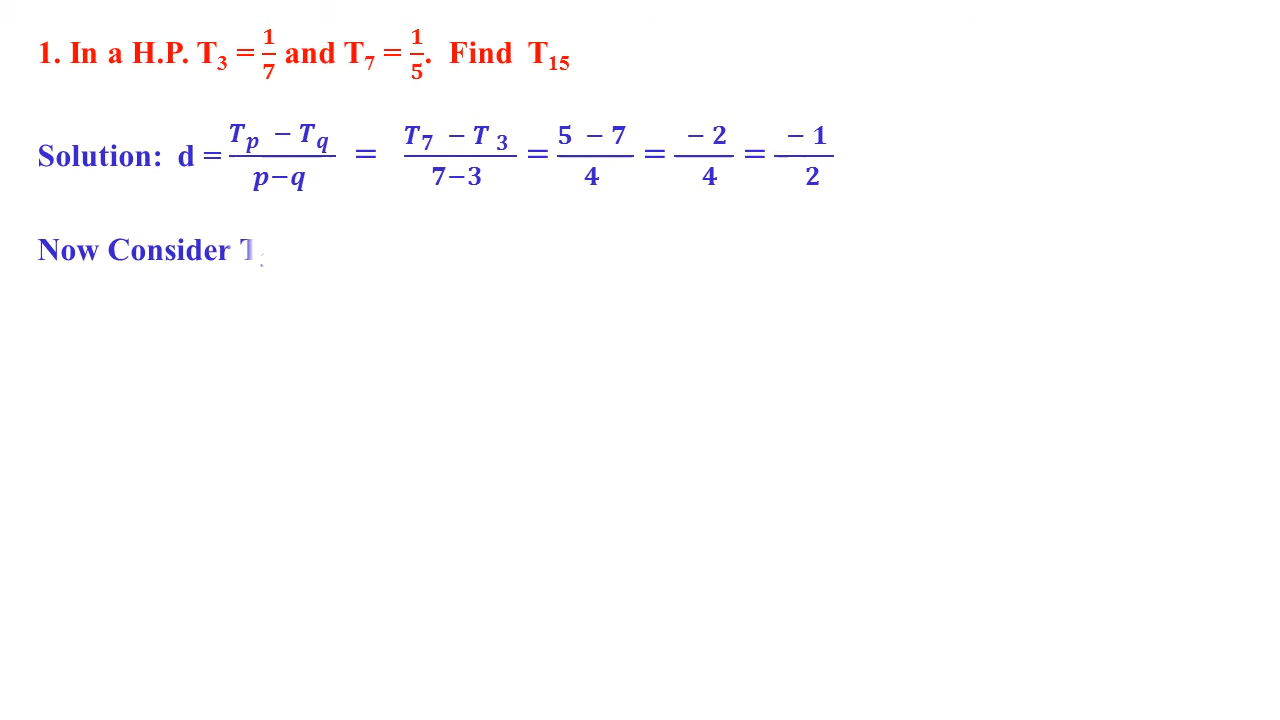 1. In a H.P. T₃ = 1/7 and T₇ = 1/5. Find T₁₅
Solution: d = (Tₚ − T_q)/(p−q) = (T₇ − T₃)/(7−3) = (5 − 7)/4 = −2/4 = −1/2
Now Consider T